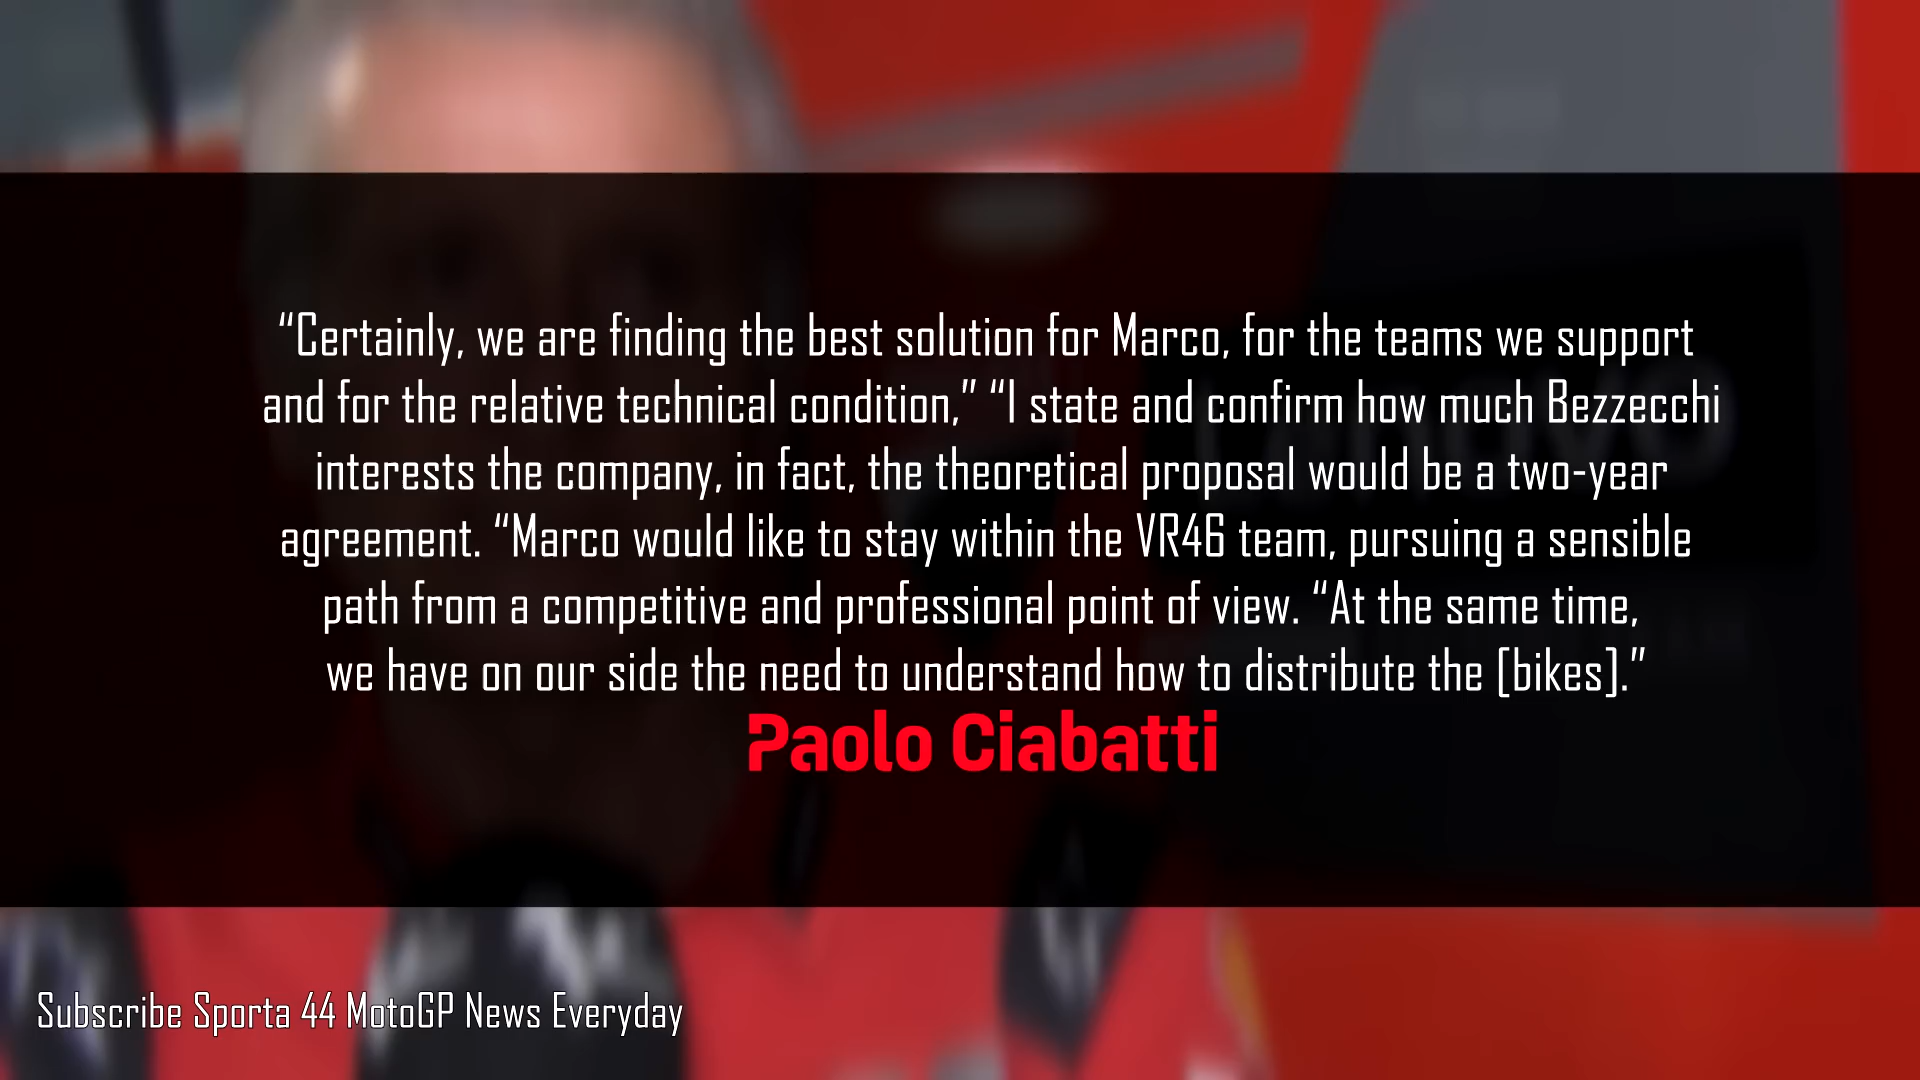 “Certainly, we are finding the best solution for Marco, for the teams we support
and for the relative technical condition,” “I state and confirm how much Bezzecchi
interests the company, in fact, the theoretical proposal would be a two-year
agreement. “Marco would like to stay within the VR46 team, pursuing a sensible
path from a competitive and professional point of view. “At the same time,
we have on our side the need to understand how to distribute the [bikes].”
Paolo Ciabatti
Subscribe Sporta 44 MotoGP News Everyday